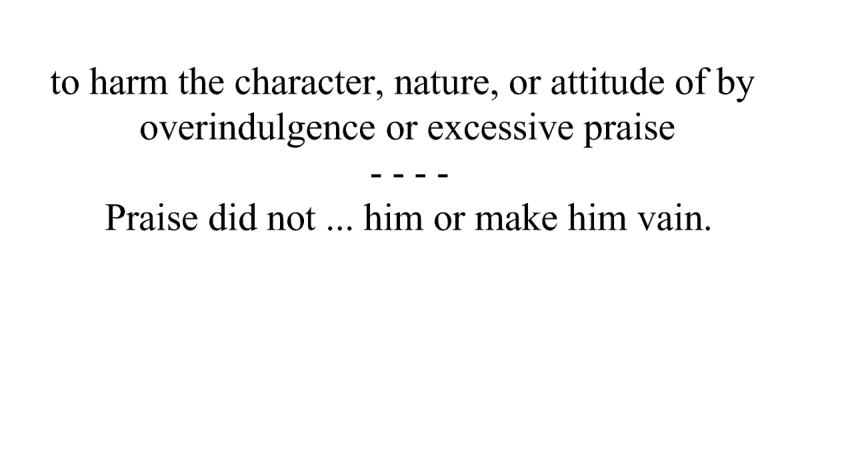 to harm the character, nature, or attitude of by
overindulgence or excessive praise
- - - -
Praise did not ... him or make him vain.